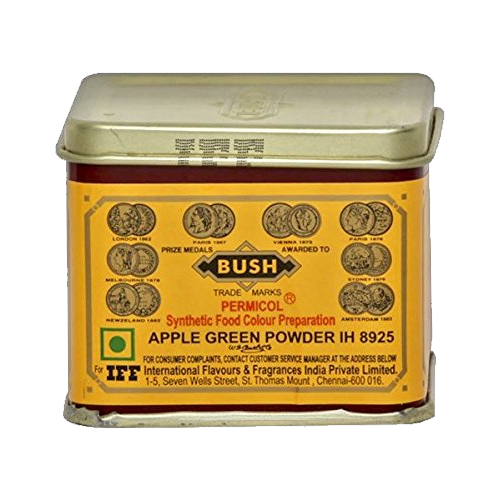 LONDON 1862
PARIS 1867
VIENNA 1873
PARIS 1878
PRIZE MEDALS
AWARDED TO
MELBOURNE 1878
BUSH
SYDNEY 1879
TRADE MARKS
NEWZELAND 1882
PERMICOL®
AMSTERDAM 1883
Synthetic Food Colour Preparation
APPLE GREEN POWDER IH 8925
FOR CONSUMER COMPLAINTS, CONTACT CUSTOMER SERVICE MANAGER AT THE ADDRESS BELOW
For IFF International Flavours & Fragrances India Private Limited.
1-5, Seven Wells Street, St. Thomas Mount, Chennai-600 016.